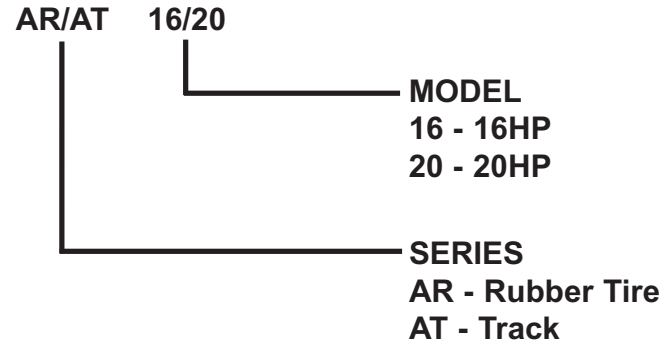 AR/AT 16/20
MODEL
16 - 16HP
20 - 20HP
SERIES
AR - Rubber Tire
AT - Track